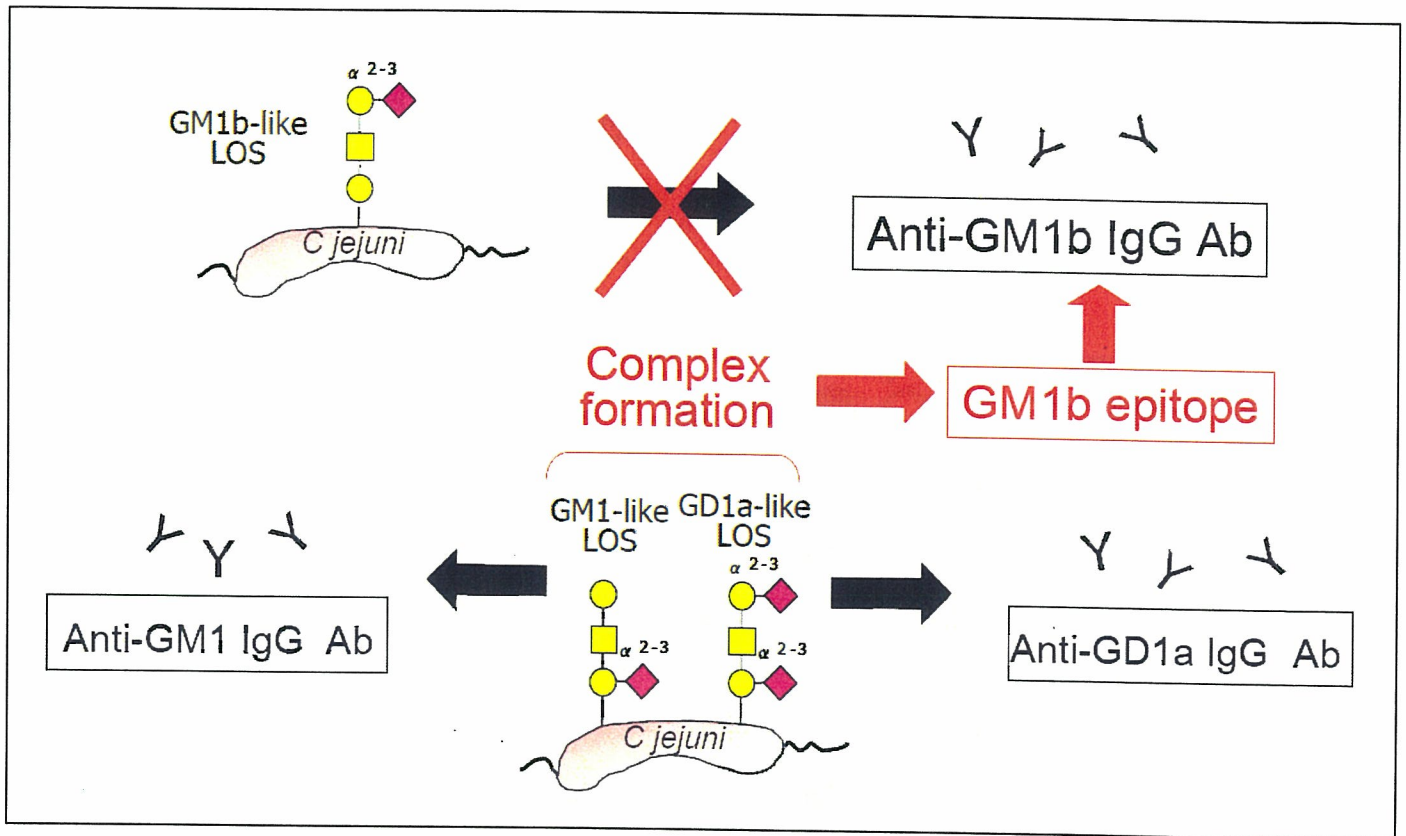 α 2-3
GM1b-like
LOS
C jejuni
Anti-GM1b IgG Ab
Complex
formation
GM1b epitope
GM1-like
LOS
GD1a-like
LOS
α 2-3
α 2-3
α 2-3
Anti-GM1 IgG Ab
Anti-GD1a IgG Ab
C jejuni